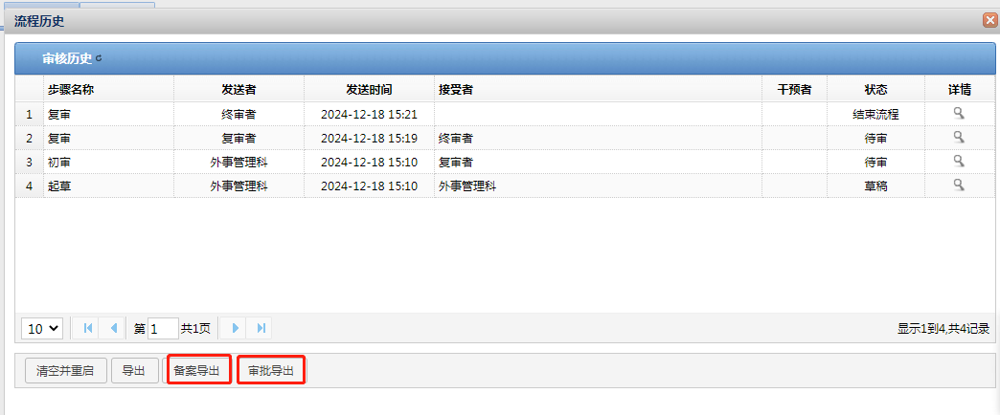 流程历史
审核历史
步骤名称 发送者 发送时间 接受者 干预者 状态 详情
1 复审 终审者 2024-12-18 15:21 结束流程
2 复审 复审者 2024-12-18 15:19 终审者 待审
3 初审 外事管理科 2024-12-18 15:10 复审者 待审
4 起草 外事管理科 2024-12-18 15:10 外事管理科 草稿
10 第 1 共1页 显示1到4,共4记录
清空并重启 导出 备案导出 审批导出